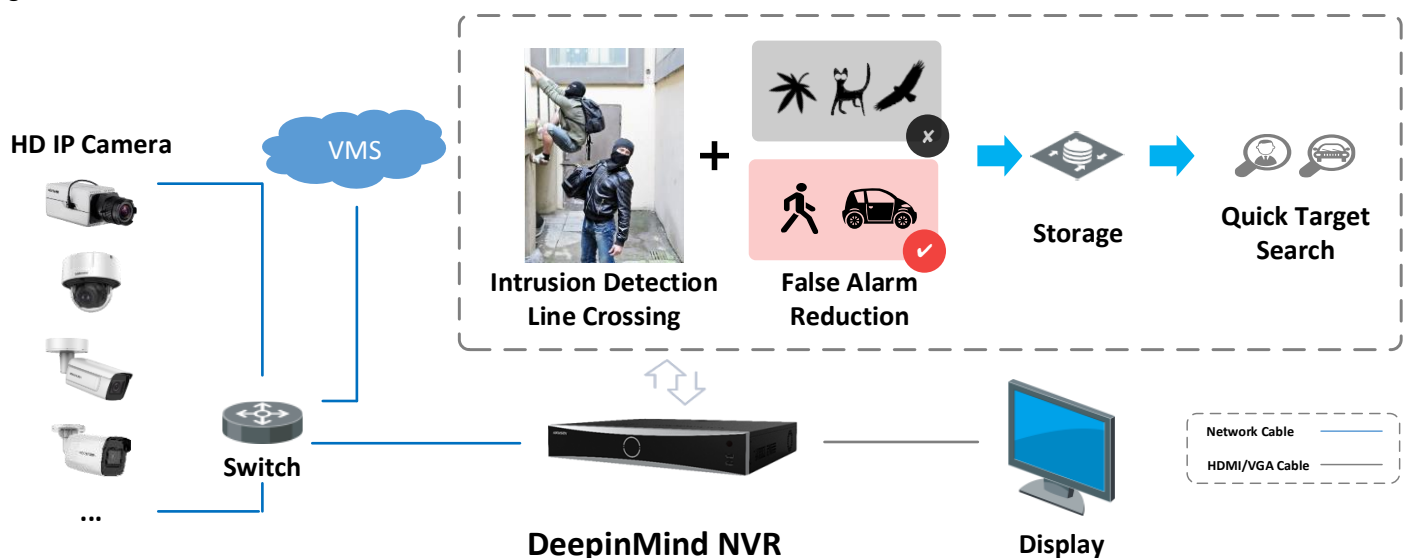 HD IP Camera
VMS
Intrusion Detection
Line Crossing
+
False Alarm
Reduction
Storage
Quick Target
Search
Switch
...
DeepinMind NVR
Display
Network Cable
HDMI/VGA Cable